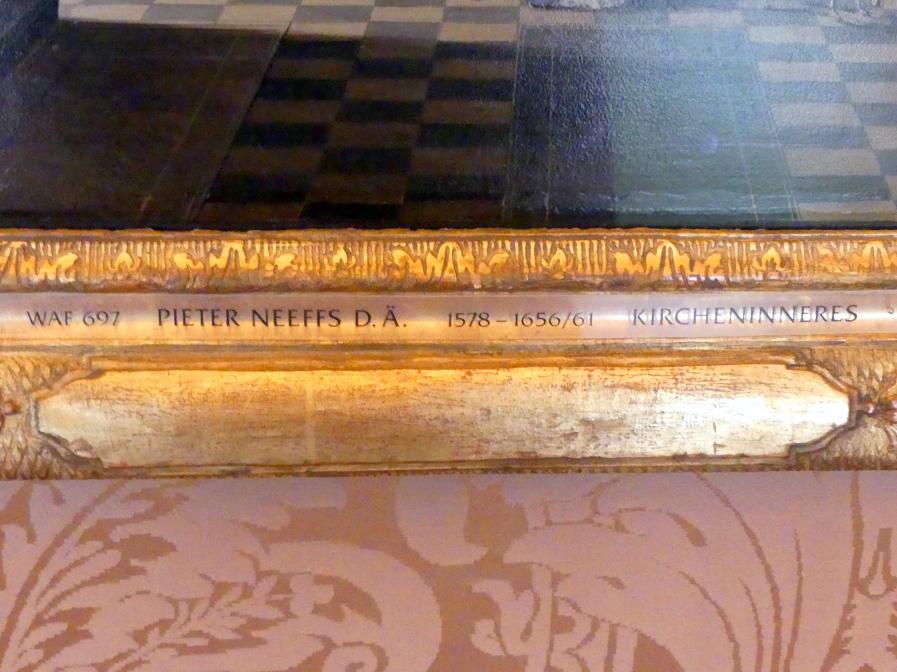 WAF 697 PIETER NEEFFS D.Ä. 1578–1656/61 KIRCHENINNERES